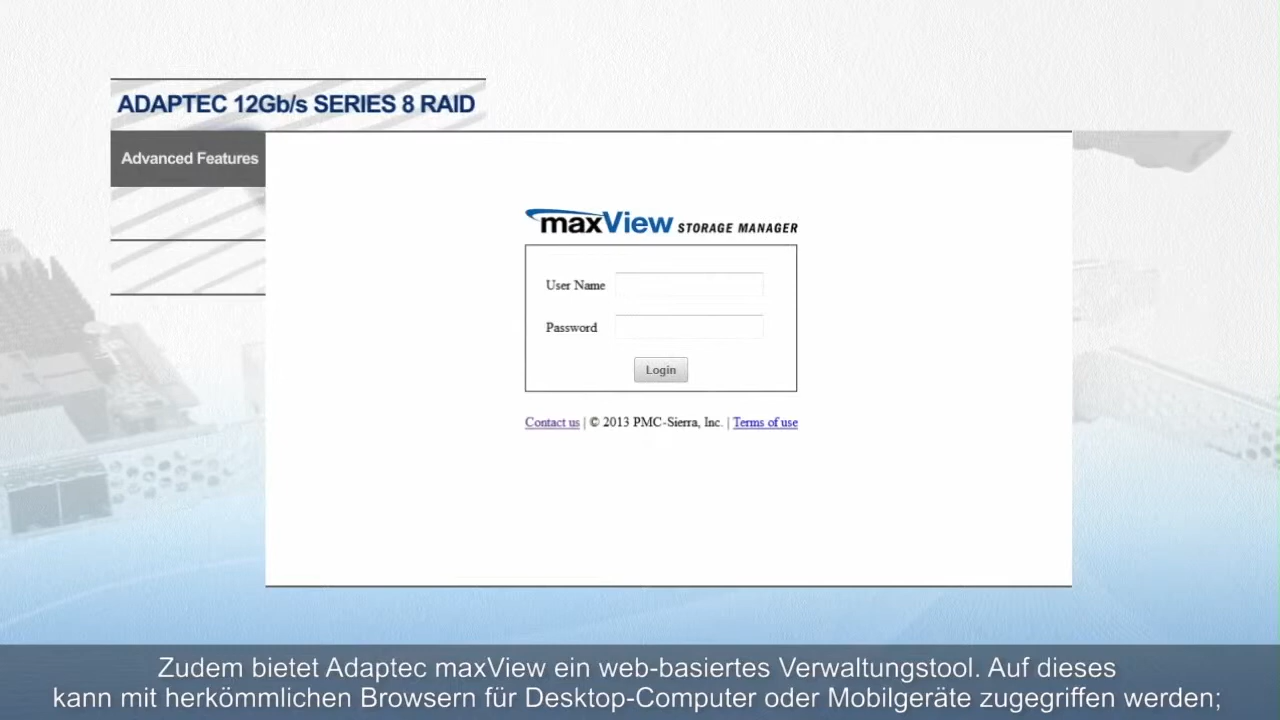 ADAPTEC 12Gb/s SERIES 8 RAID
Advanced Features
maxView STORAGE MANAGER
User Name
Password
Login
Contact us | © 2013 PMC-Sierra, Inc. | Terms of use
Zudem bietet Adaptec maxView ein web-basiertes Verwaltungstool. Auf dieses
kann mit herkömmlichen Browsern für Desktop-Computer oder Mobilgeräte zugegriffen werden;